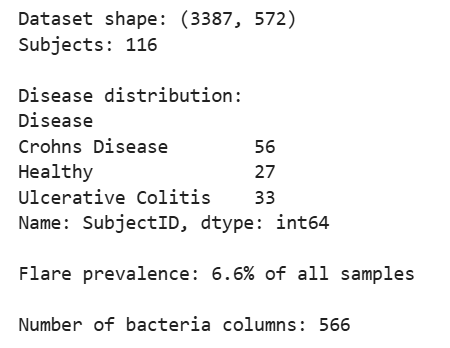 Dataset shape: (3387, 572)
Subjects: 116
Disease distribution:
Disease
Crohns Disease 56
Healthy 27
Ulcerative Colitis 33
Name: SubjectID, dtype: int64
Flare prevalence: 6.6% of all samples
Number of bacteria columns: 566